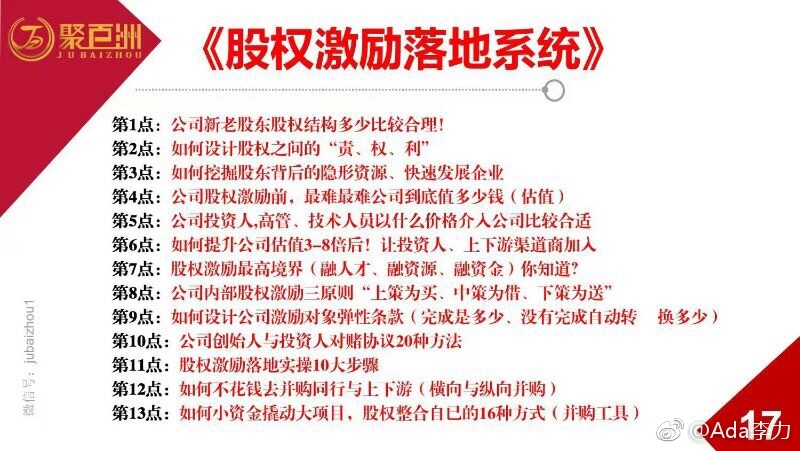 聚百洲
JUBAIZHOU
《股权激励落地系统》
第1点：公司新老股东股权结构多少比较合理！
第2点：如何设计股权之间的“责、权、利”
第3点：如何挖掘股东背后的隐形资源、快速发展企业
第4点：公司股权激励前，最难最难公司到底值多少钱（估值）
第5点：公司投资人,高管、技术人员以什么价格介入公司比较合适
第6点：如何提升公司估值3-8倍后！让投资人、上下游渠道商加入
第7点：股权激励最高境界（融人才、融资源、融资金）你知道？
第8点：公司内部股权激励三原则“上策为买、中策为借、下策为送”
第9点：如何设计公司激励对象弹性条款（完成是多少、没有完成自动转 换多少）
第10点：公司创始人与投资人对赌协议20种方法
第11点：股权激励落地实操10大步骤
第12点：如何不花钱去并购同行与上下游（横向与纵向并购）
第13点：如何小资金撬动大项目，股权整合自已的16种方式（并购工具）
微信号：jubaizhou1
17
@Ada李力